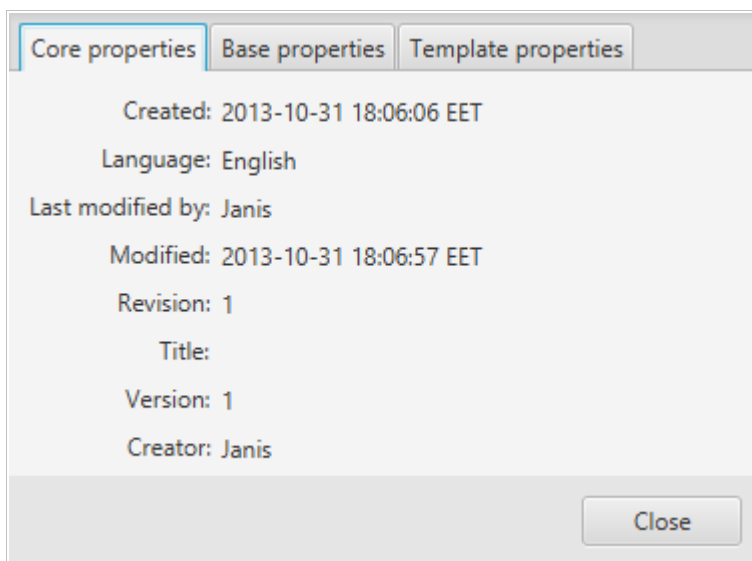 Core properties Base properties Template properties
Created: 2013-10-31 18:06:06 EET
Language: English
Last modified by: Janis
Modified: 2013-10-31 18:06:57 EET
Revision: 1
Title:
Version: 1
Creator: Janis
Close